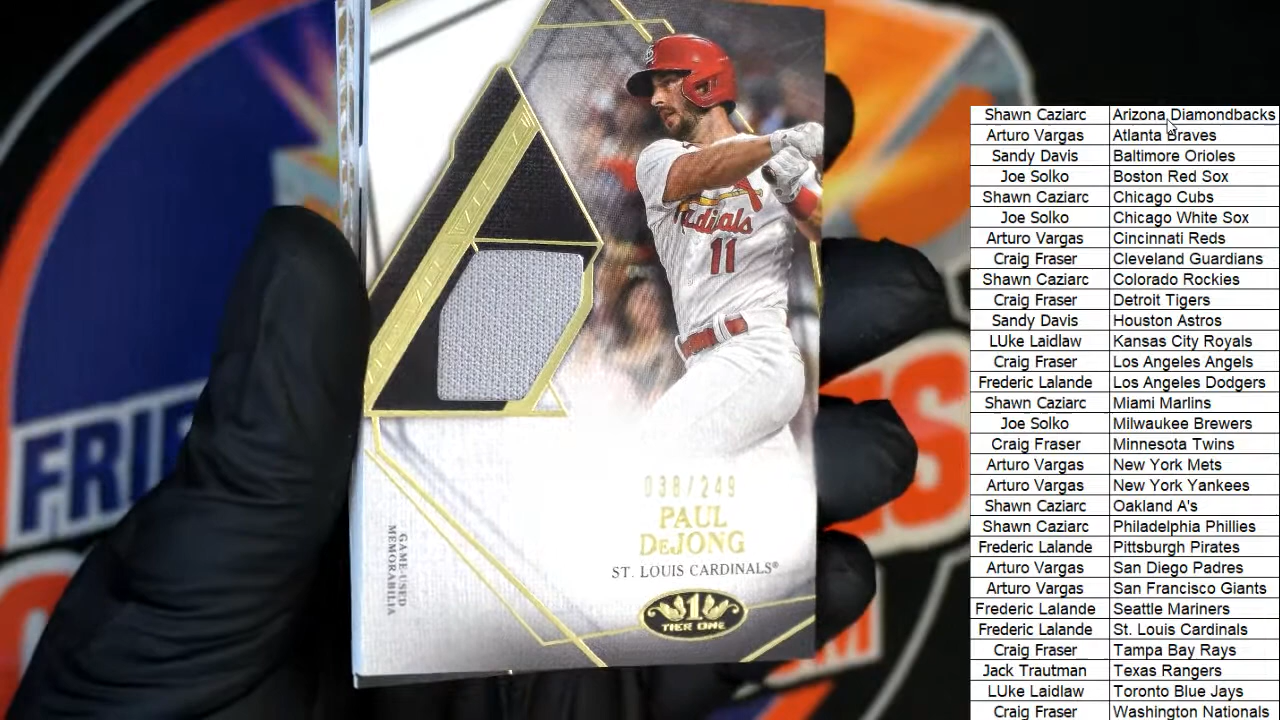 Cardinals
11
038/249
PAUL
DeJONG
ST. LOUIS CARDINALS®
GAME-USED
MEMORABILIA
1
TIER ONE
FRI
Shawn Caziarc Arizona Diamondbacks
Arturo Vargas Atlanta Braves
Sandy Davis Baltimore Orioles
Joe Solko Boston Red Sox
Shawn Caziarc Chicago Cubs
Joe Solko Chicago White Sox
Arturo Vargas Cincinnati Reds
Craig Fraser Cleveland Guardians
Shawn Caziarc Colorado Rockies
Craig Fraser Detroit Tigers
Sandy Davis Houston Astros
LUke Laidlaw Kansas City Royals
Craig Fraser Los Angeles Angels
Frederic Lalande Los Angeles Dodgers
Shawn Caziarc Miami Marlins
Joe Solko Milwaukee Brewers
Craig Fraser Minnesota Twins
Arturo Vargas New York Mets
Arturo Vargas New York Yankees
Shawn Caziarc Oakland A's
Shawn Caziarc Philadelphia Phillies
Frederic Lalande Pittsburgh Pirates
Arturo Vargas San Diego Padres
Arturo Vargas San Francisco Giants
Frederic Lalande Seattle Mariners
Frederic Lalande St. Louis Cardinals
Craig Fraser Tampa Bay Rays
Jack Trautman Texas Rangers
LUke Laidlaw Toronto Blue Jays
Craig Fraser Washington Nationals